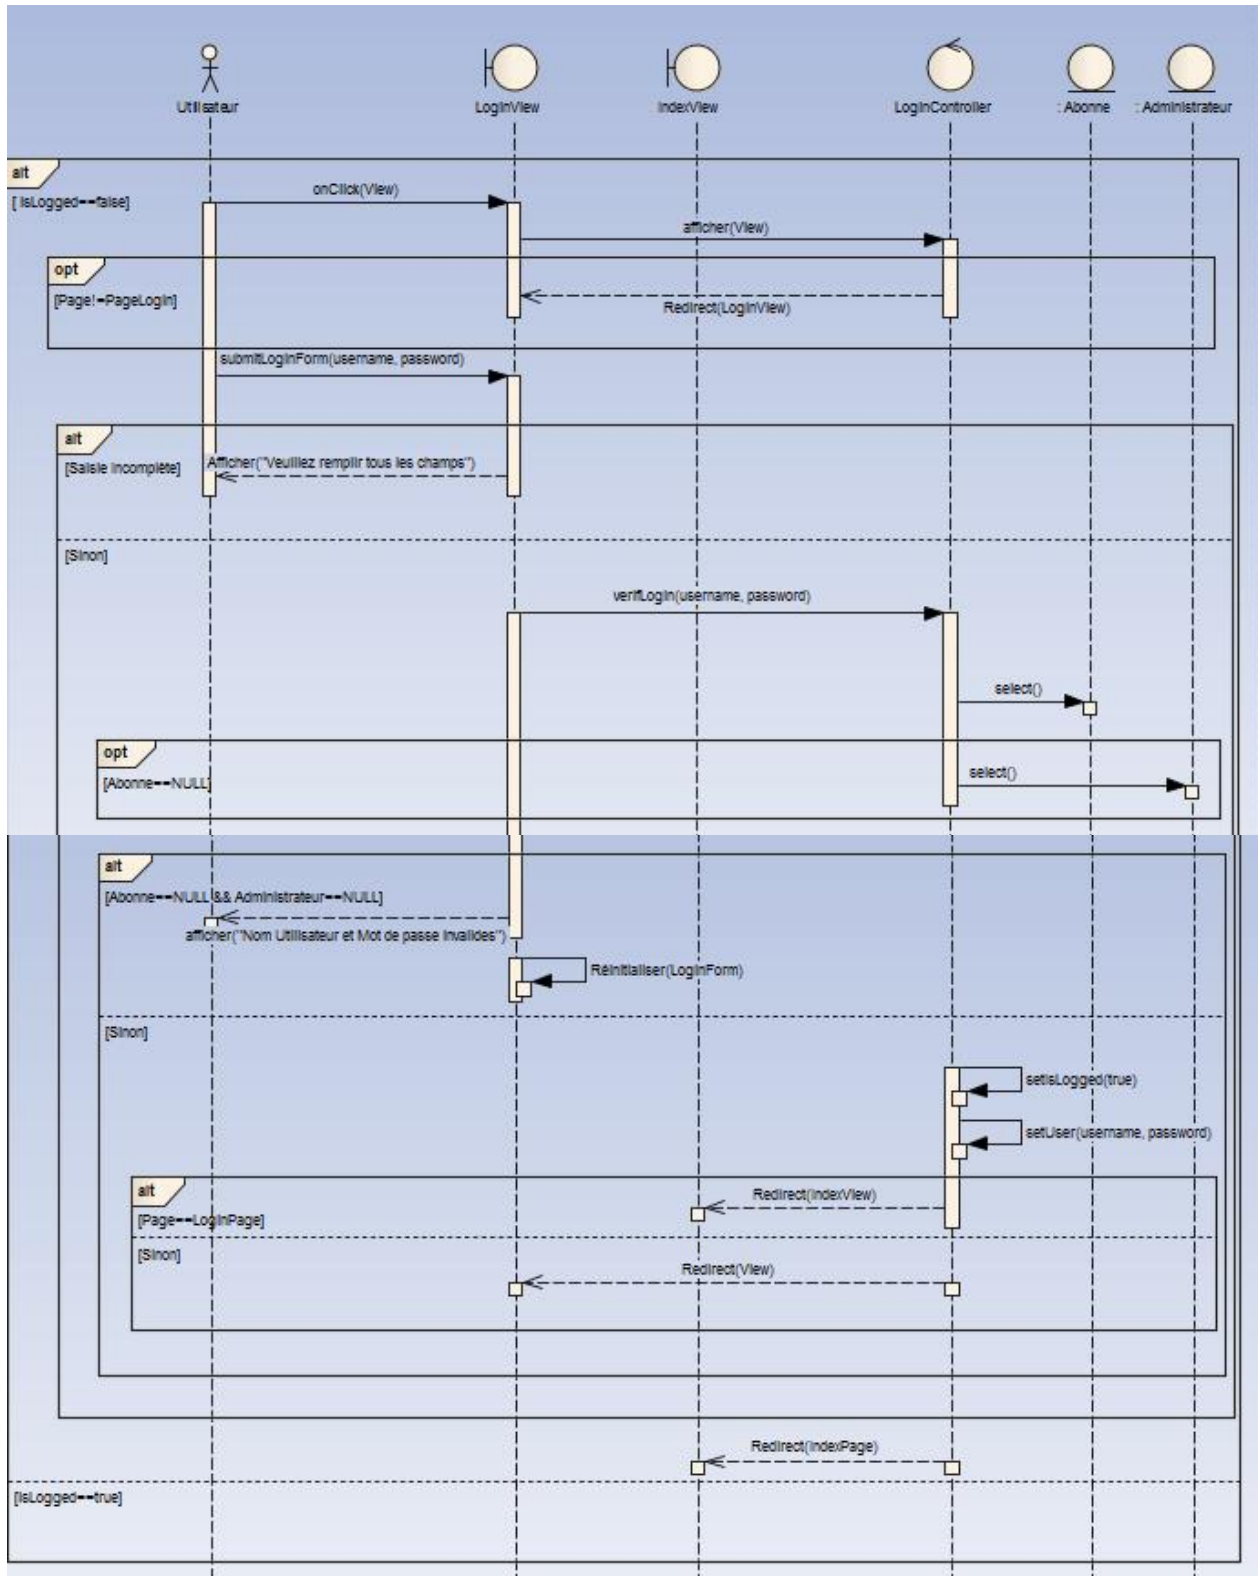 Utilisateur
LoginView
IndexView
LoginController
: Abonne
: Administrateur
alt
[ isLogged==false]
onClick(View)
afficher(View)
opt
[Page!=PageLogin]
Redirect(LoginView)
submitLoginForm(username, password)
alt
[Saisie incomplète]
Afficher("Veuillez remplir tous les champs")
[Sinon]
verifLogin(username, password)
select()
opt
[Abonne==NULL]
select()
alt
[Abonne==NULL && Administrateur==NULL]
afficher("Nom Utilisateur et Mot de passe invalides")
Réinitialiser(LoginForm)
[Sinon]
setIsLogged(true)
setUser(username, password)
alt
[Page==LoginPage]
Redirect(IndexView)
[Sinon]
Redirect(View)
Redirect(IndexPage)
[isLogged==true]